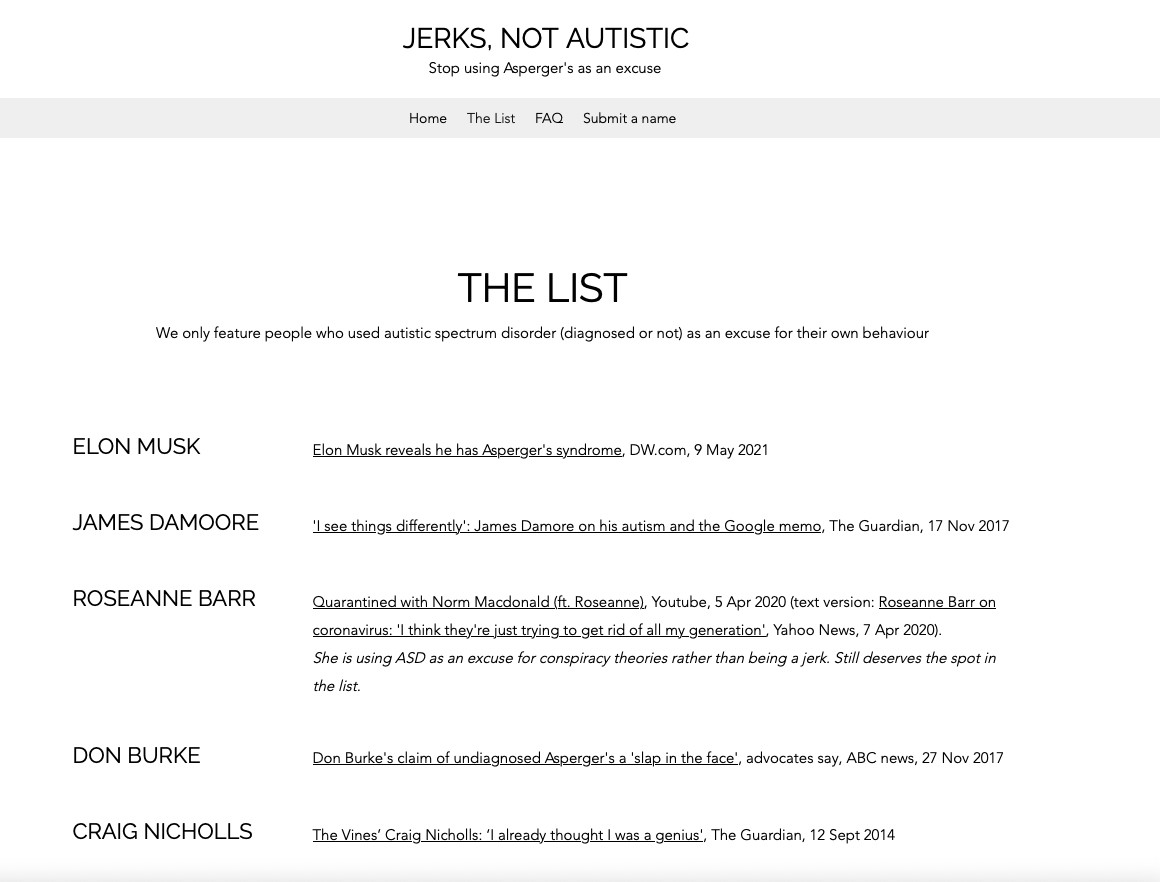 JERKS, NOT AUTISTIC
Stop using Asperger's as an excuse
Home The List FAQ Submit a name
THE LIST
We only feature people who used autistic spectrum disorder (diagnosed or not) as an excuse for their own behaviour
ELON MUSK
Elon Musk reveals he has Asperger's syndrome, DW.com, 9 May 2021
JAMES DAMOORE
'I see things differently': James Damore on his autism and the Google memo, The Guardian, 17 Nov 2017
ROSEANNE BARR
Quarantined with Norm Macdonald (ft. Roseanne), Youtube, 5 Apr 2020 (text version: Roseanne Barr on
coronavirus: 'I think they're just trying to get rid of all my generation', Yahoo News, 7 Apr 2020).
She is using ASD as an excuse for conspiracy theories rather than being a jerk. Still deserves the spot in
the list.
DON BURKE
Don Burke's claim of undiagnosed Asperger's a 'slap in the face', advocates say, ABC news, 27 Nov 2017
CRAIG NICHOLLS
The Vines’ Craig Nicholls: ‘I already thought I was a genius', The Guardian, 12 Sept 2014